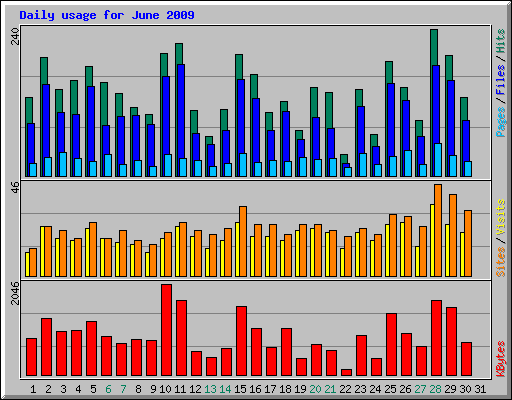 Daily usage for June 2009
240
Pages / Files / Hits
46
Sites / Visits
2046
KBytes
1 2 3 4 5 6 7 8 9 10 11 12 13 14 15 16 17 18 19 20 21 22 23 24 25 26 27 28 29 30 31